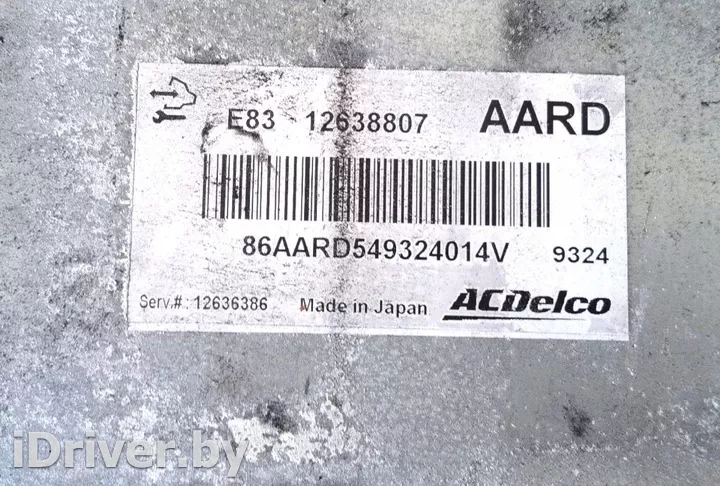 E83 12638807 AARD
86AARD549324014V 9324
Serv.#: 12636386 Made in Japan ACDelco
iDriver.by